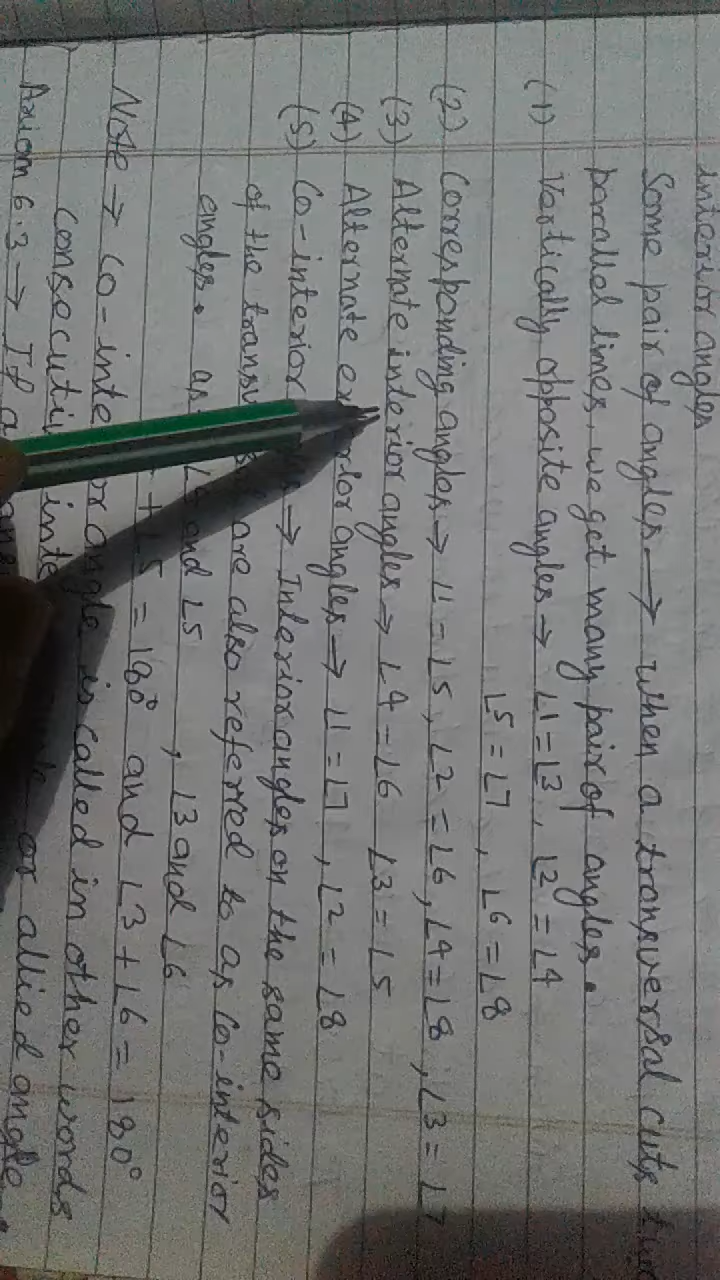 interior angles
Some pair of angles → When a transversal cuts two
parallel lines, we get many pair of angles.
(1) Vertically opposite angles → ∠1=∠3, ∠2=∠4
∠5=∠7, ∠6=∠8
(2) Corresponding angles → ∠1=∠5, ∠2=∠6, ∠4=∠8, ∠3=∠7
(3) Alternate interior angles → ∠4=∠6 ∠3=∠5
(4) Alternate angles → ∠1=∠7, ∠2=∠8
(5) Co-interior → Interior angles on the same sides
of the are also referred to as Co-interior
angles. as and ∠5, ∠3 and ∠6
+ ∠5 = 180° and ∠3+∠6=180°
Note → Co-interior angle is called in other words
or allied angle.
Axiom 6.3 → If a